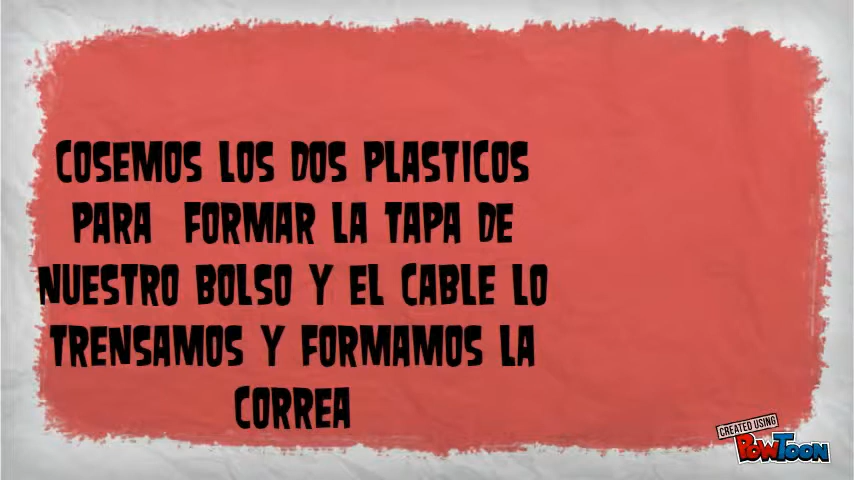 COSEMOS LOS DOS PLASTICOS
PARA FORMAR LA TAPA DE
NUESTRO BOLSO Y EL CABLE LO
TRENSAMOS Y FORMAMOS LA
CORREA
CREATED USING
POWTOON